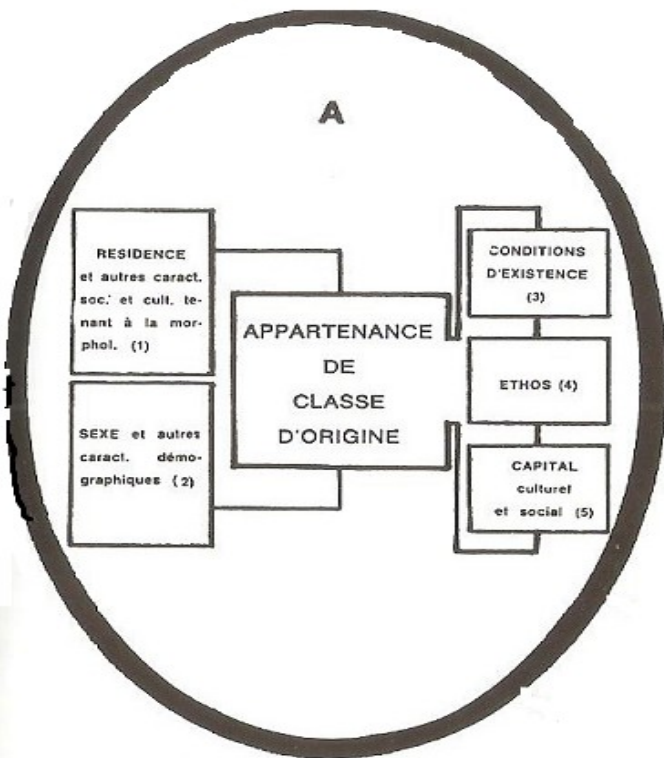 A
RESIDENCE
et autres caract.
soc. et cult. te-
nant à la mor-
phol. (1)
SEXE et autres
caract. démo-
graphiques (2)
APPARTENANCE
DE
CLASSE
D'ORIGINE
CONDITIONS
D'EXISTENCE
(3)
ETHOS (4)
CAPITAL
culturel
et social (5)